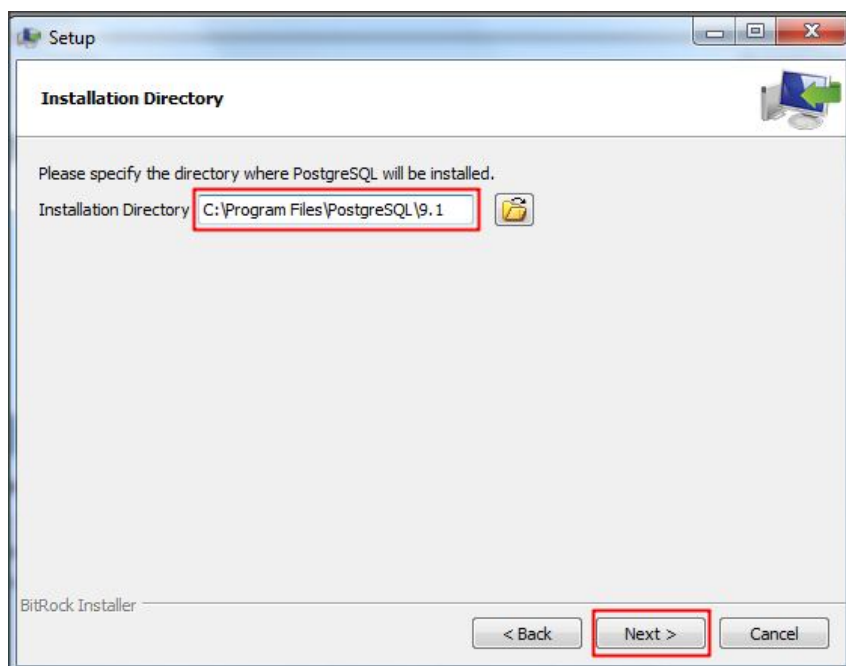 Setup
Installation Directory
Please specify the directory where PostgreSQL will be installed.
Installation Directory C:\Program Files\PostgreSQL\9.1
BitRock Installer
< Back Next > Cancel